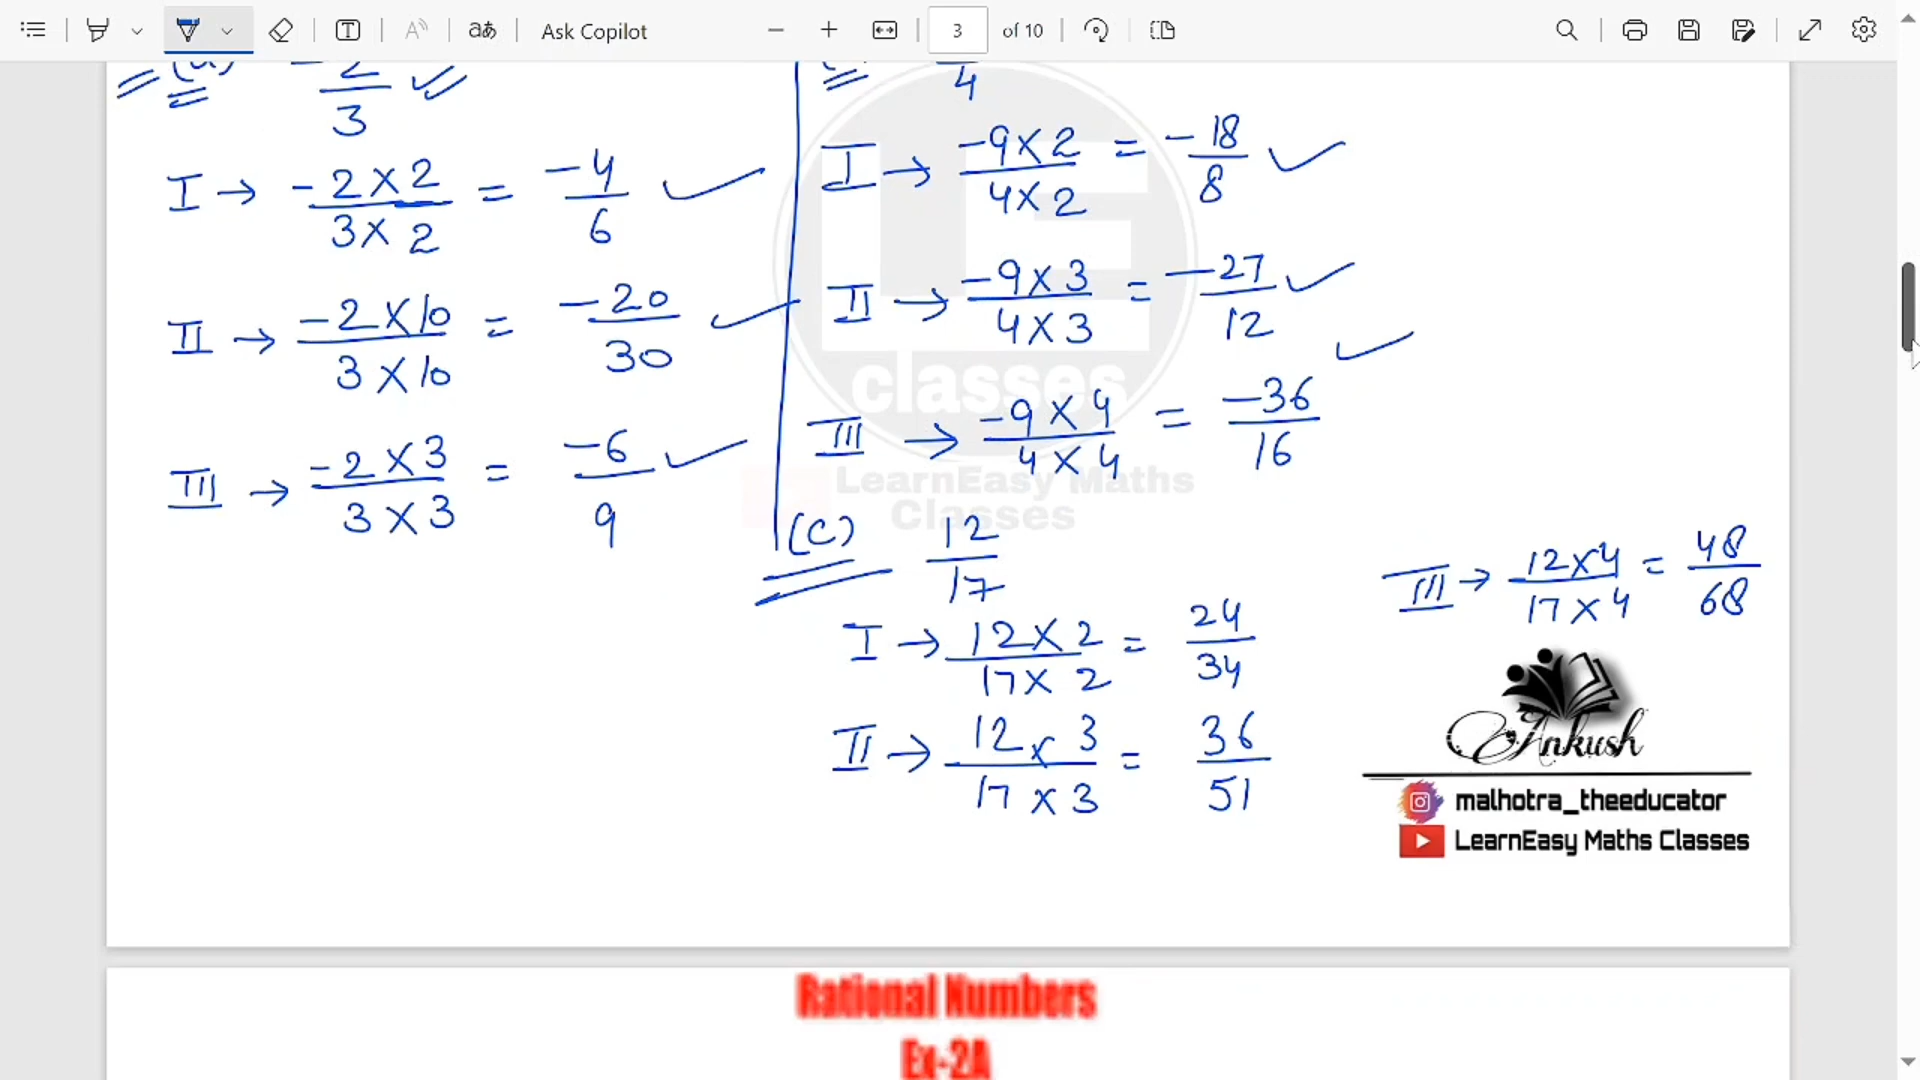 Ask Copilot
3 of 10
(a) -2/3
I → -2×2/3×2 = -4/6
II → -2×10/3×10 = -20/30
III → -2×3/3×3 = -6/9
4
I → -9×2/4×2 = -18/8
II → -9×3/4×3 = -27/12
III → -9×4/4×4 = -36/16
LE
classes
LearnEasy Maths
Classes
(C) 12/17
I → 12×2/17×2 = 24/34
II → 12×3/17×3 = 36/51
III → 12×4/17×4 = 48/68
Ankush
malhotra_theeducator
LearnEasy Maths Classes
Rational Numbers
Ex-2A